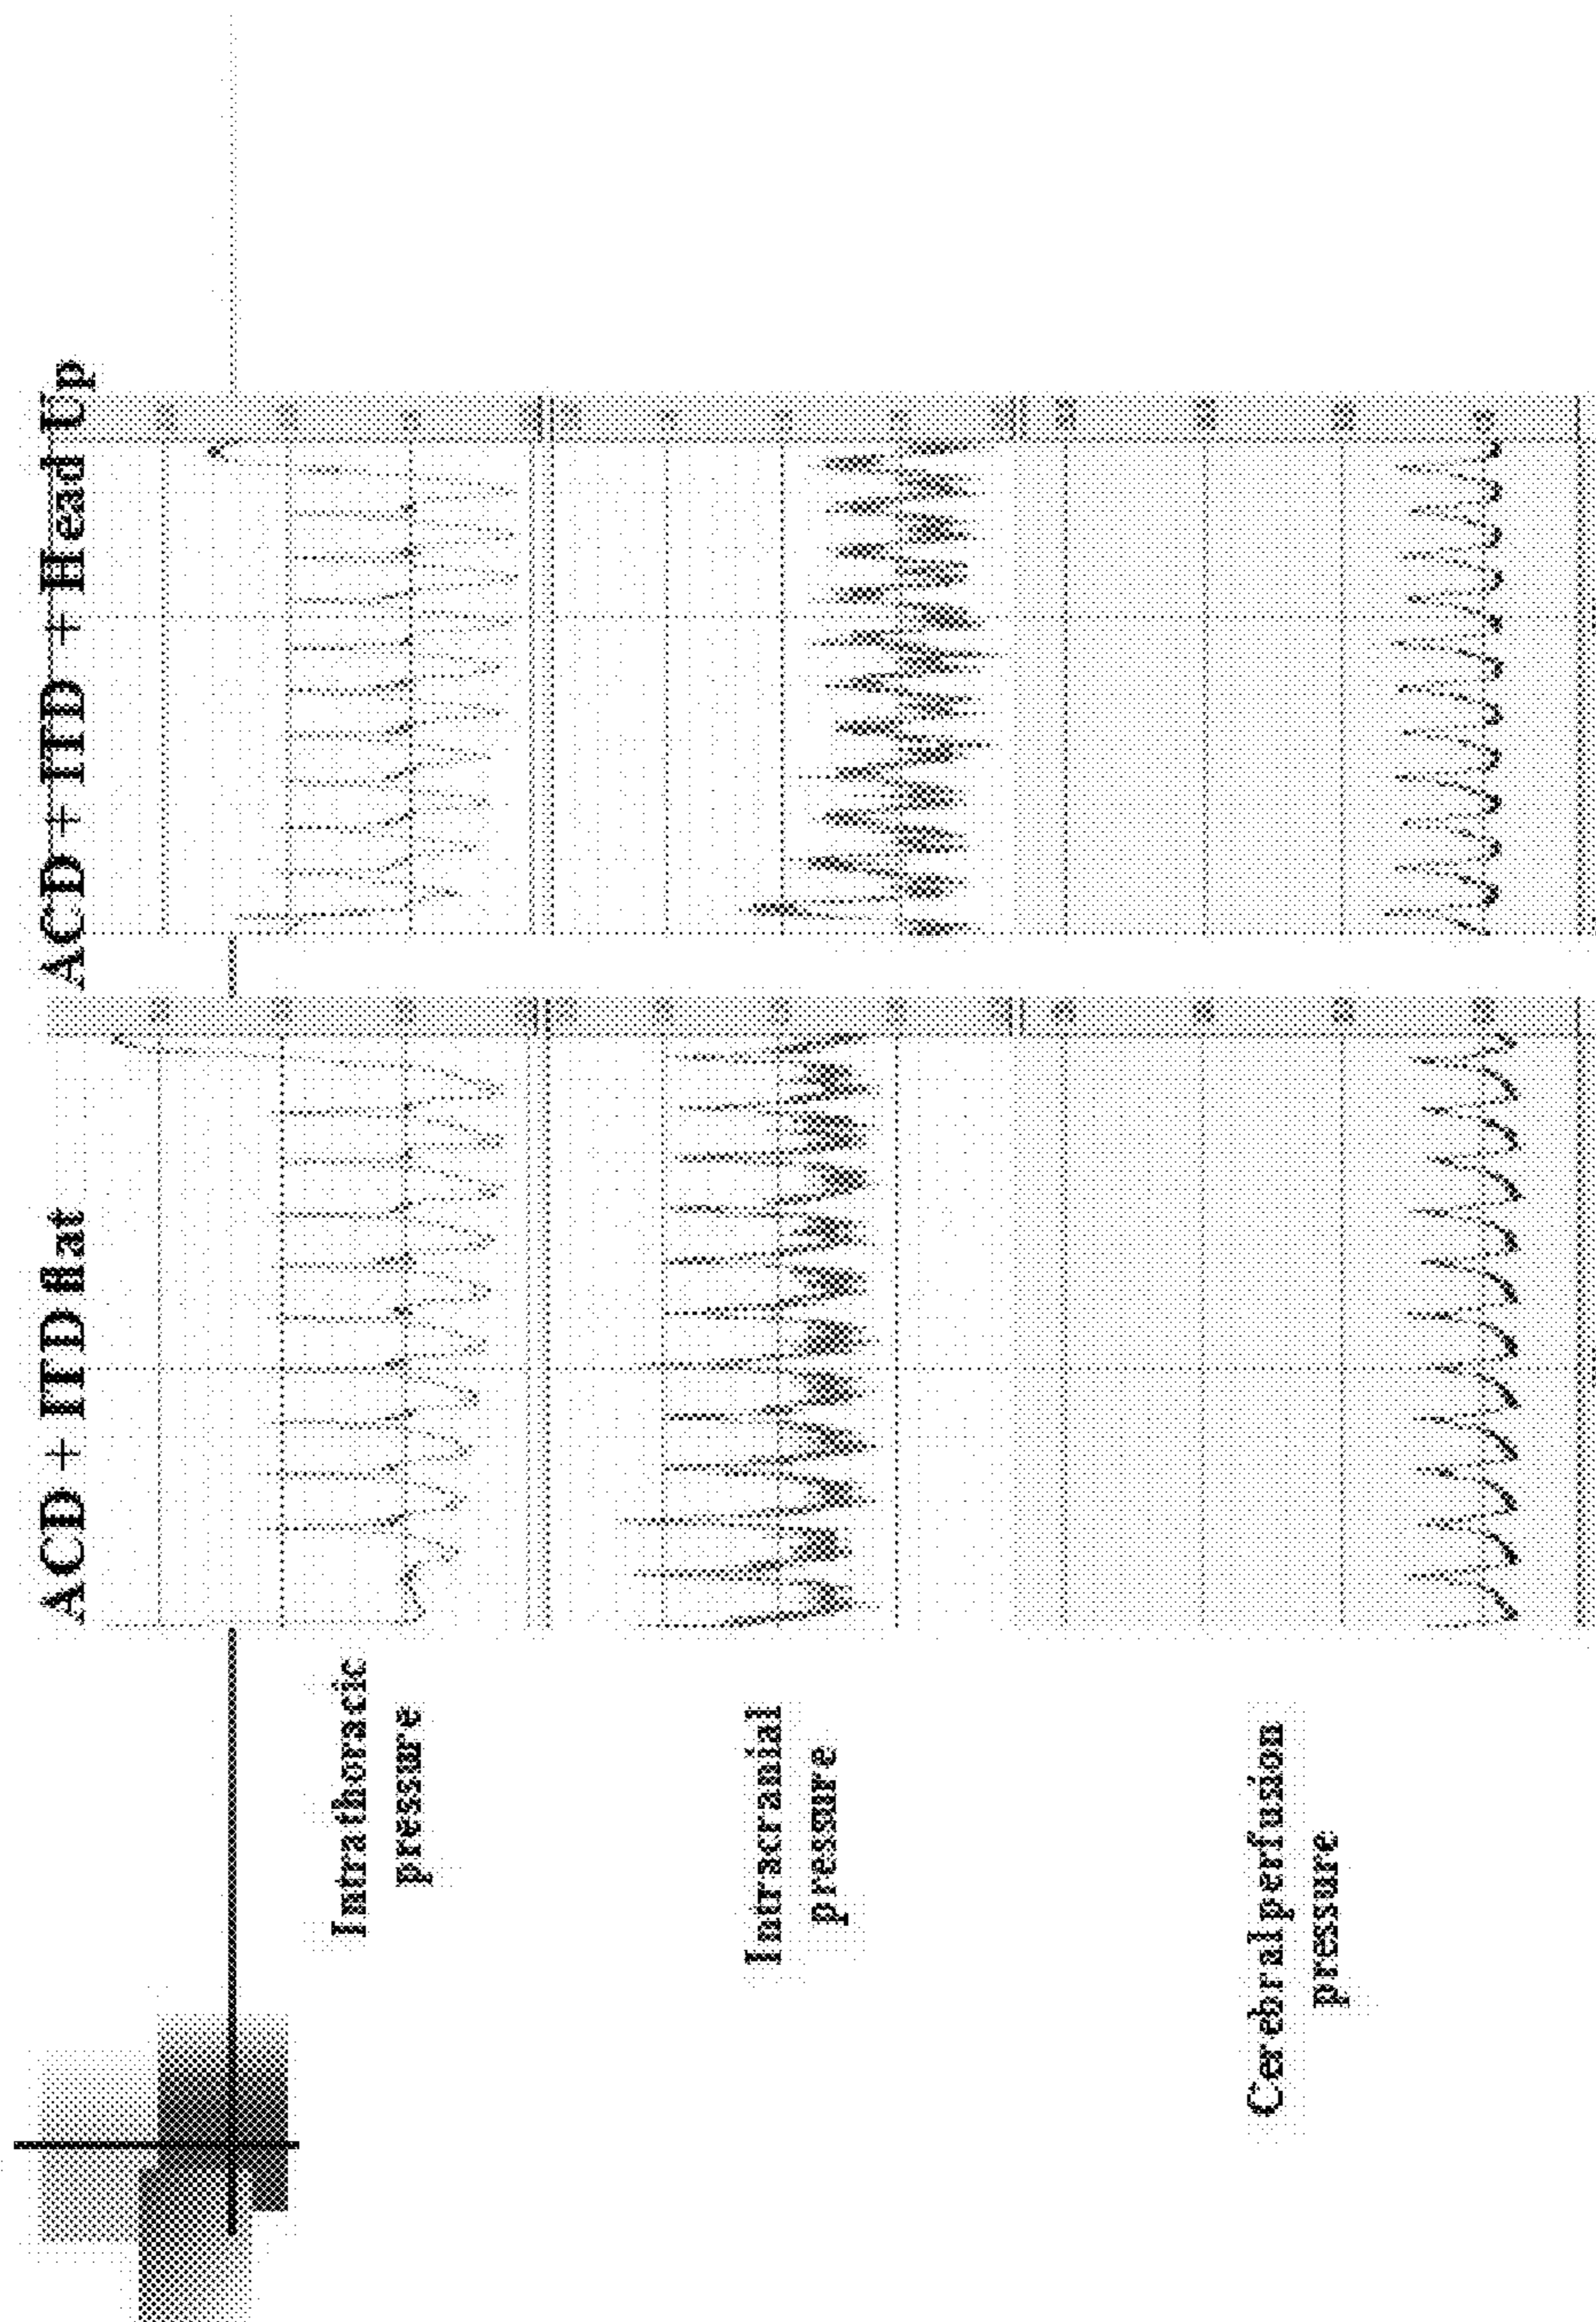 ACD + ITD flat
ACD + ITD + Head Up
Intrathoracic
pressure
Intracranial
pressure
Cerebral perfusion
pressure